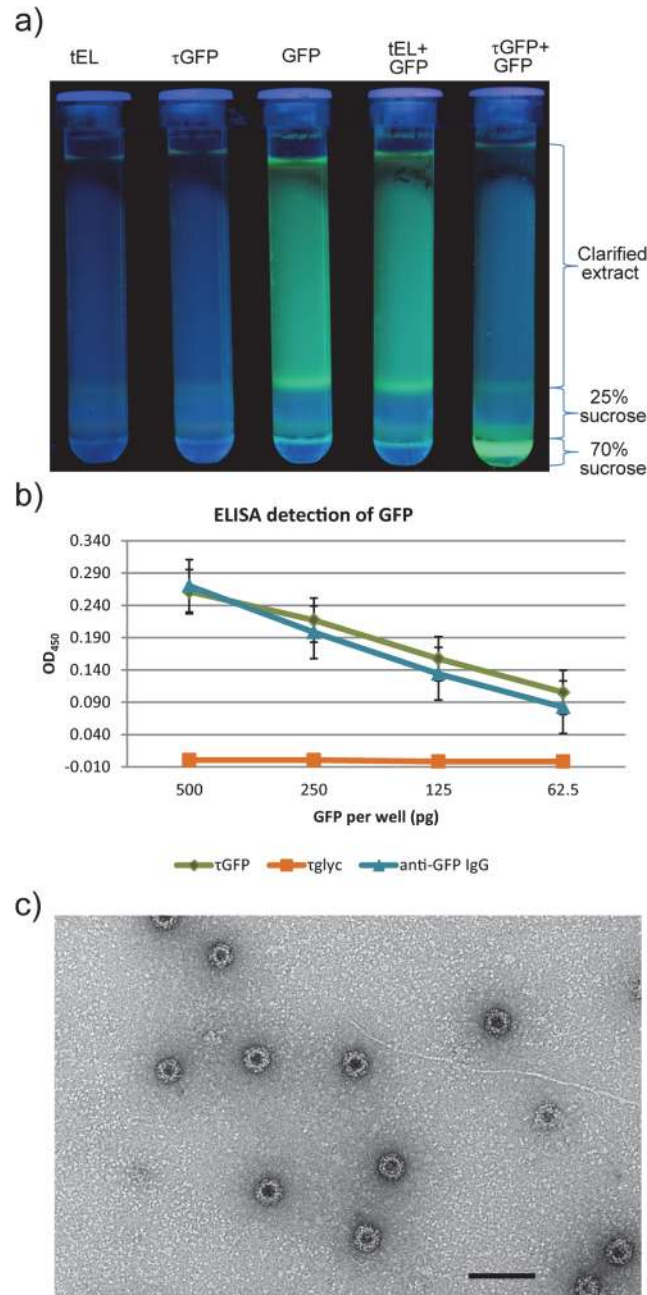 a)
tEL
τGFP
GFP
tEL+
GFP
τGFP+
GFP
Clarified
extract
25%
sucrose
70%
sucrose
b)
ELISA detection of GFP
0.340
0.290
0.240
0.190
0.140
0.090
0.040
-0.010
OD450
500
250
125
62.5
GFP per well (pg)
τGFP
τglyc
anti-GFP IgG
c)